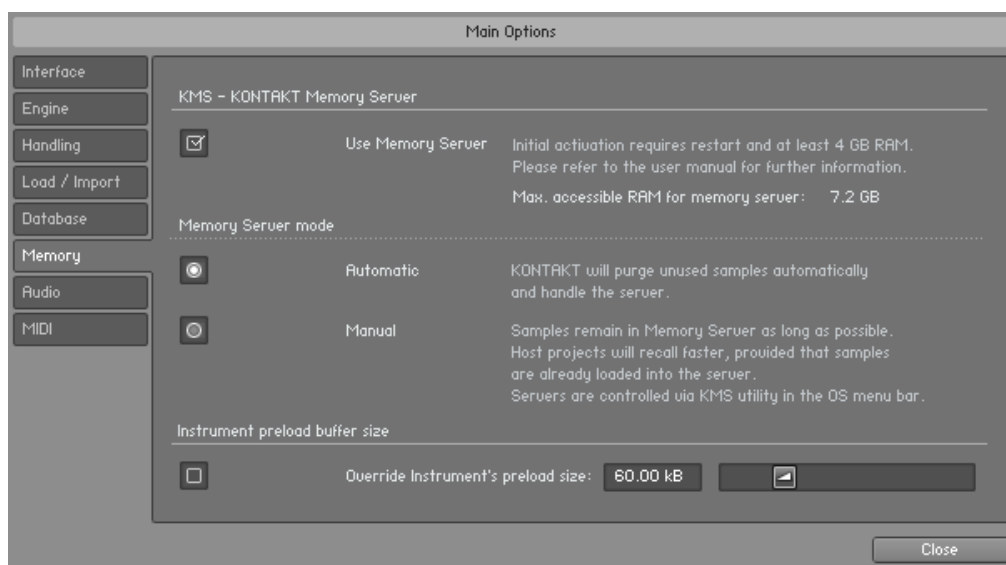 Main Options
Interface
Engine
Handling
Load / Import
Database
Memory
Audio
MIDI
KMS - KONTAKT Memory Server
Use Memory Server
Initial activation requires restart and at least 4 GB RAM.
Please refer to the user manual for further information.
Max. accessible RAM for memory server: 7.2 GB
Memory Server mode
Automatic
KONTAKT will purge unused samples automatically
and handle the server.
Manual
Samples remain in Memory Server as long as possible.
Host projects will recall faster, provided that samples
are already loaded into the server.
Servers are controlled via KMS utility in the OS menu bar.
Instrument preload buffer size
Override Instrument's preload size: 60.00 kB
Close